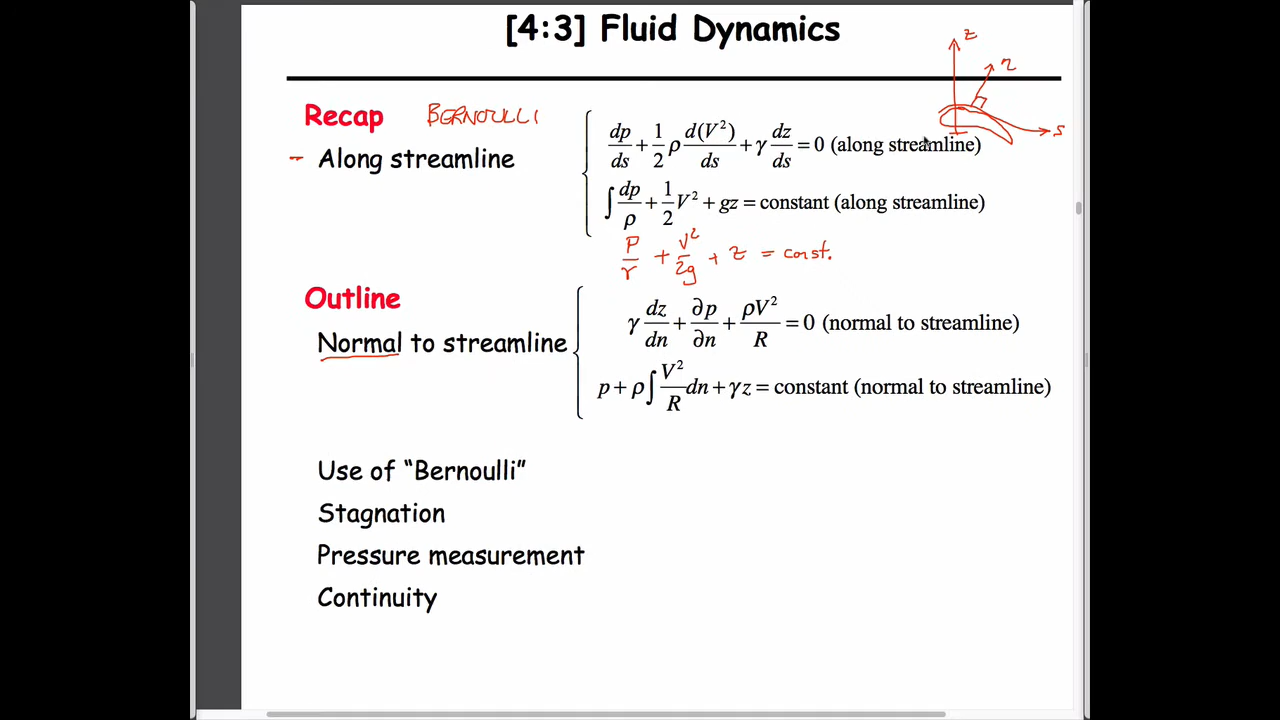 [4:3] Fluid Dynamics
z
n
s
Recap BERNOULLI
- Along streamline
dp/ds + 1/2 ρ d(V²)/ds + γ dz/ds = 0 (along streamline)
∫ dp/ρ + 1/2 V² + gz = constant (along streamline)
P/γ + V²/2g + z = const.
Outline
Normal to streamline
γ dz/dn + ∂p/∂n + ρV²/R = 0 (normal to streamline)
p + ρ ∫ V²/R dn + γz = constant (normal to streamline)
Use of “Bernoulli”
Stagnation
Pressure measurement
Continuity